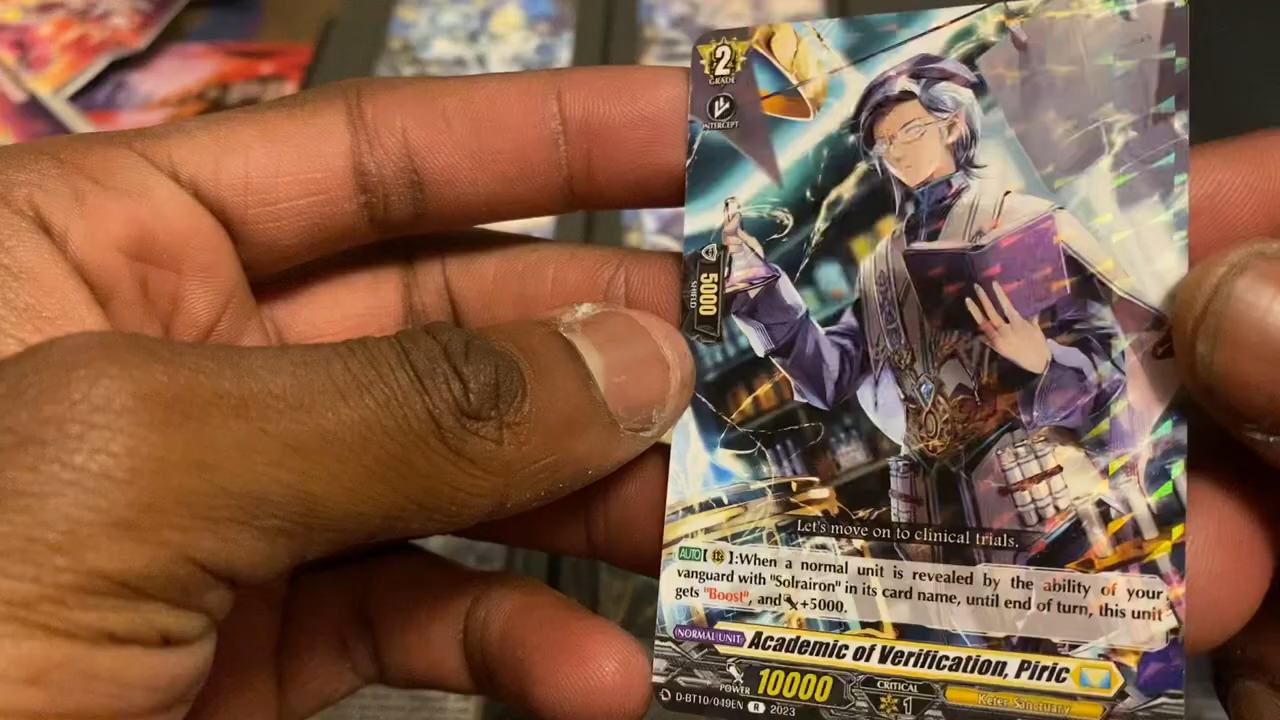 2
GRADE
INTERCEPT
5000
SHIELD
Let's move on to clinical trials.
AUTO【 RC 】:When a normal unit is revealed by the ability of your
vanguard with "Solrairon" in its card name, until end of turn, this unit
gets "Boost", and +5000.
NORMAL UNIT Academic of Verification, Piric
POWER 10000 CRITICAL 1 Keter Sanctuary
D-BT10/049EN R 2023